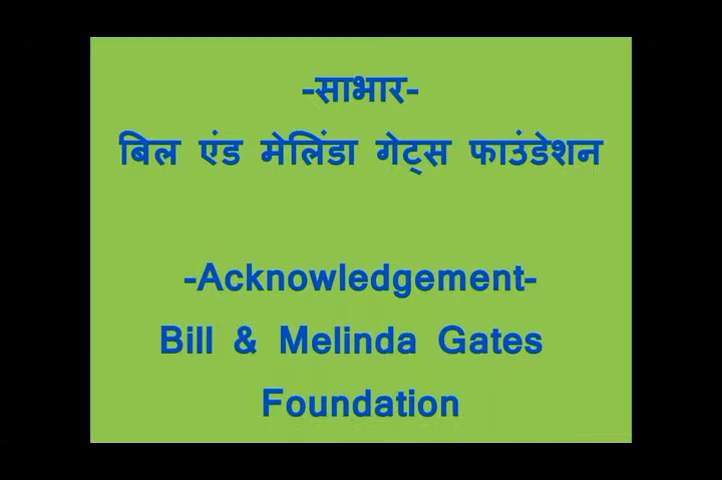 -साभार-
बिल एंड मेलिंडा गेट्स फाउंडेशन
-Acknowledgement-
Bill & Melinda Gates
Foundation